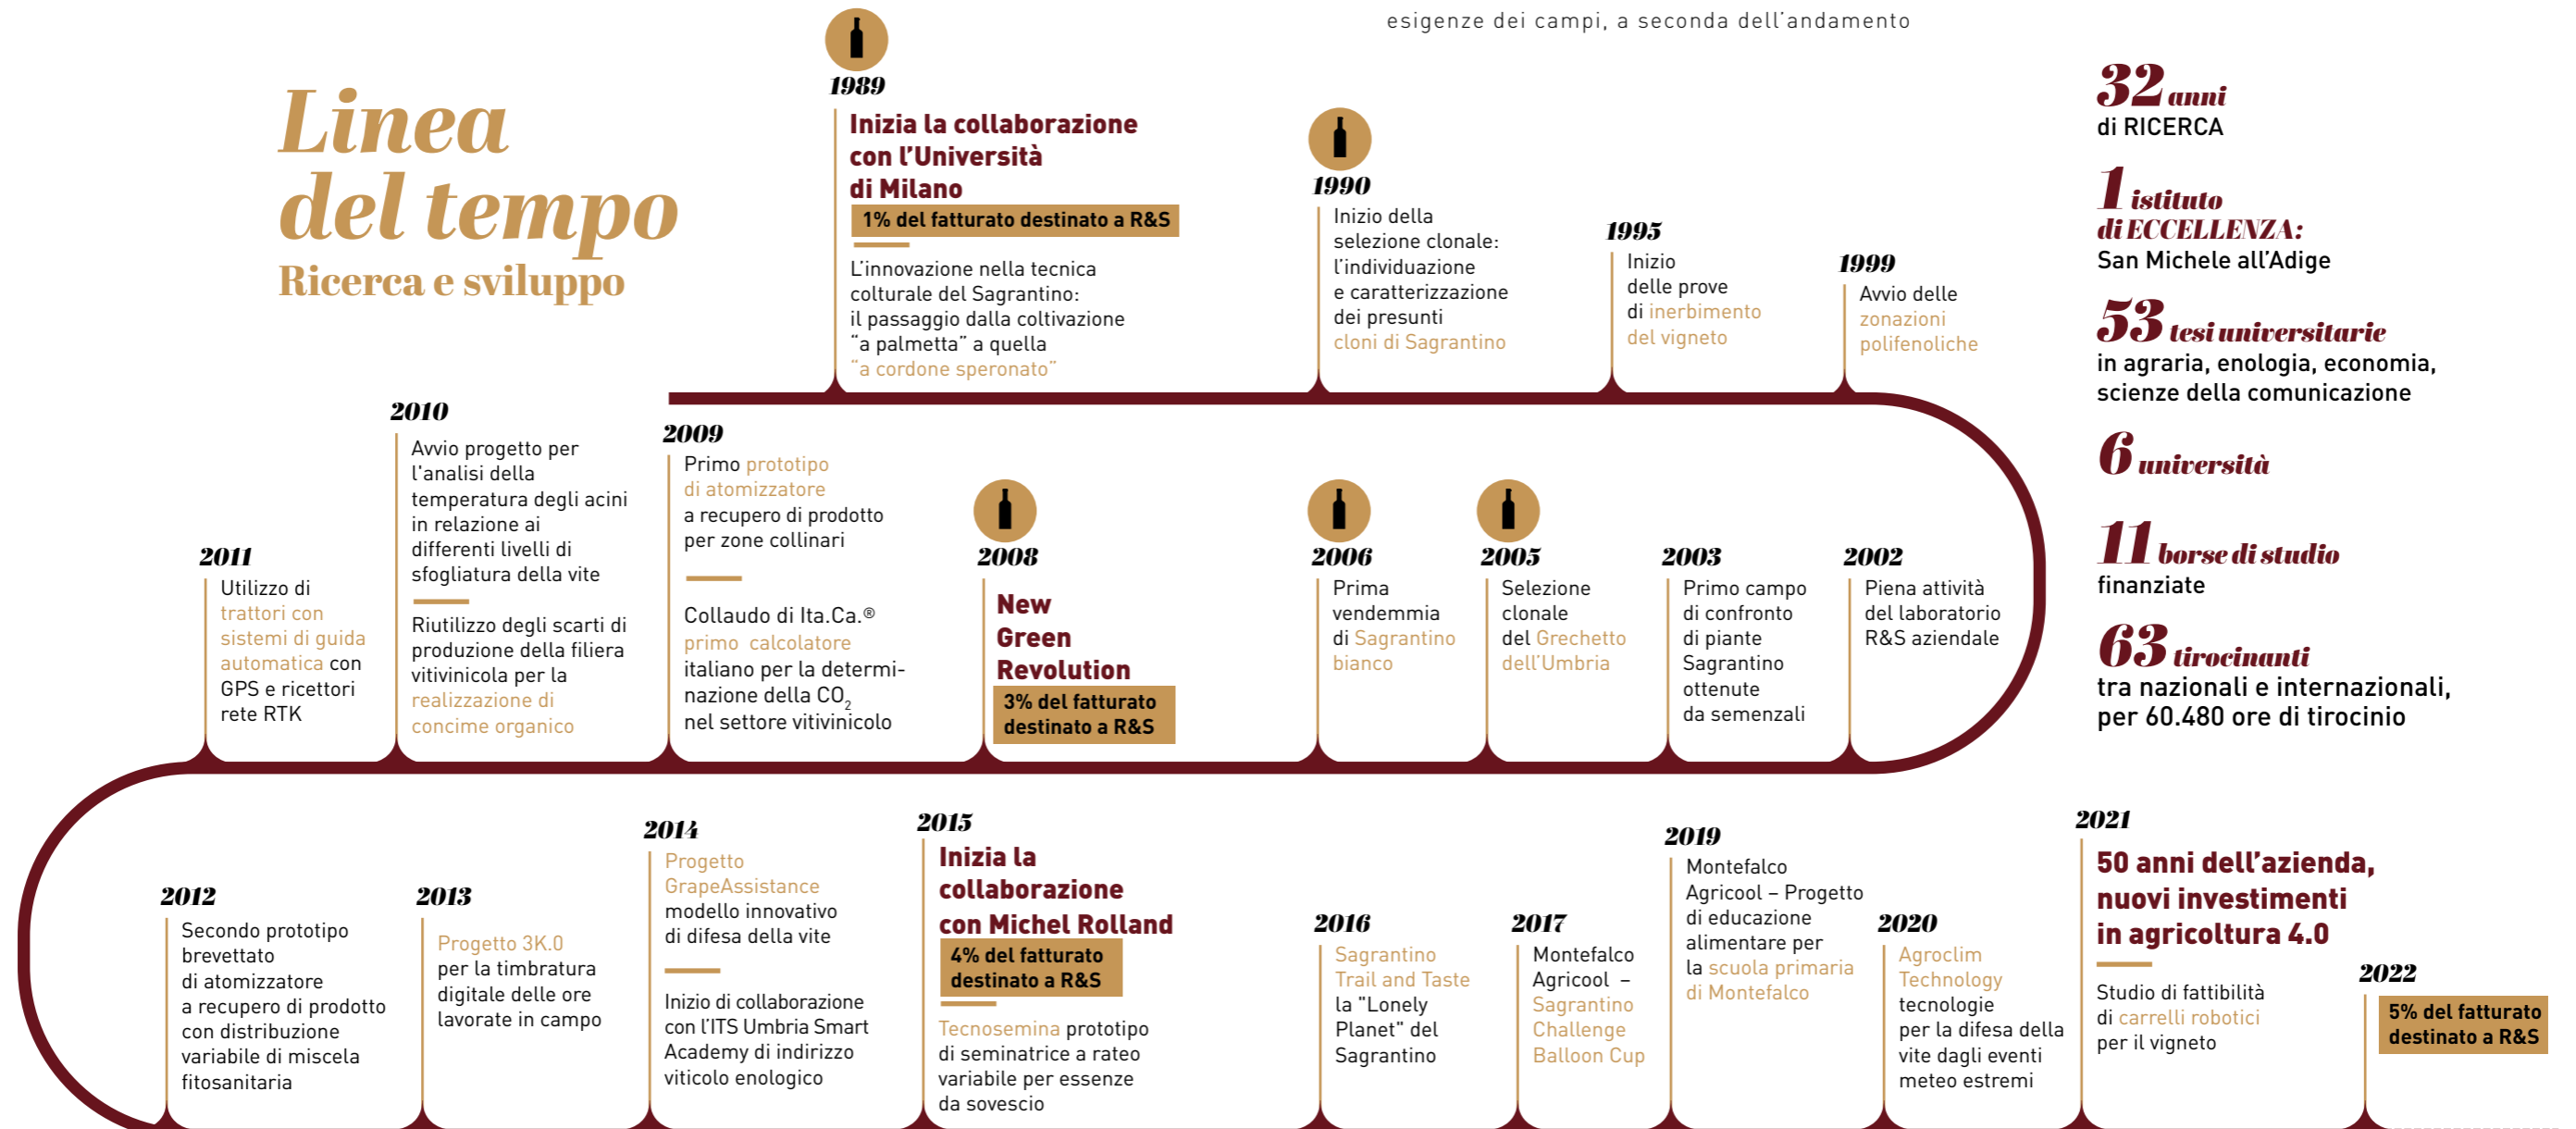 esigenze dei campi, a seconda dell'andamento
Linea
del tempo
Ricerca e sviluppo
1989
Inizia la collaborazione
con l'Università
di Milano
1% del fatturato destinato a R&S
L'innovazione nella tecnica
colturale del Sagrantino:
il passaggio dalla coltivazione
"a palmetta" a quella
"a cordone speronato"
1990
Inizio della
selezione clonale:
l'individuazione
e caratterizzazione
dei presunti
cloni di Sagrantino
1995
Inizio
delle prove
di inerbimento
del vigneto
1999
Avvio delle
zonazioni
polifenoliche
2002
Piena attività
del laboratorio
R&S aziendale
2003
Primo campo
di confronto
di piante
Sagrantino
ottenute
da semenzali
2005
Selezione
clonale
del Grechetto
dell'Umbria
2006
Prima
vendemmia
di Sagrantino
bianco
2008
New
Green
Revolution
3% del fatturato
destinato a R&S
2009
Primo prototipo
di atomizzatore
a recupero di prodotto
per zone collinari
Collaudo di Ita.Ca.®
primo calcolatore
italiano per la determi-
nazione della CO2
nel settore vitivinicolo
2010
Avvio progetto per
l'analisi della
temperatura degli acini
in relazione ai
differenti livelli di
sfogliatura della vite
Riutilizzo degli scarti di
produzione della filiera
vitivinicola per la
realizzazione di
concime organico
2011
Utilizzo di
trattori con
sistemi di guida
automatica con
GPS e ricettori
rete RTK
2012
Secondo prototipo
brevettato
di atomizzatore
a recupero di prodotto
con distribuzione
variabile di miscela
fitosanitaria
2013
Progetto 3K.0
per la timbratura
digitale delle ore
lavorate in campo
2014
Progetto
GrapeAssistance
modello innovativo
di difesa della vite
Inizio di collaborazione
con l'ITS Umbria Smart
Academy di indirizzo
viticolo enologico
2015
Inizia la
collaborazione
con Michel Rolland
4% del fatturato
destinato a R&S
Tecnosemina prototipo
di seminatrice a rateo
variabile per essenze
da sovescio
2016
Sagrantino
Trail and Taste
la "Lonely
Planet" del
Sagrantino
2017
Montefalco
Agricool –
Sagrantino
Challenge
Balloon Cup
2019
Montefalco
Agricool – Progetto
di educazione
alimentare per
la scuola primaria
di Montefalco
2020
Agroclim
Technology
tecnologie
per la difesa della
vite dagli eventi
meteo estremi
2021
50 anni dell'azienda,
nuovi investimenti
in agricoltura 4.0
Studio di fattibilità
di carrelli robotici
per il vigneto
2022
5% del fatturato
destinato a R&S
32 anni
di RICERCA
1 istituto
di ECCELLENZA:
San Michele all'Adige
53 tesi universitarie
in agraria, enologia, economia,
scienze della comunicazione
6 università
11 borse di studio
finanziate
63 tirocinanti
tra nazionali e internazionali,
per 60.480 ore di tirocinio